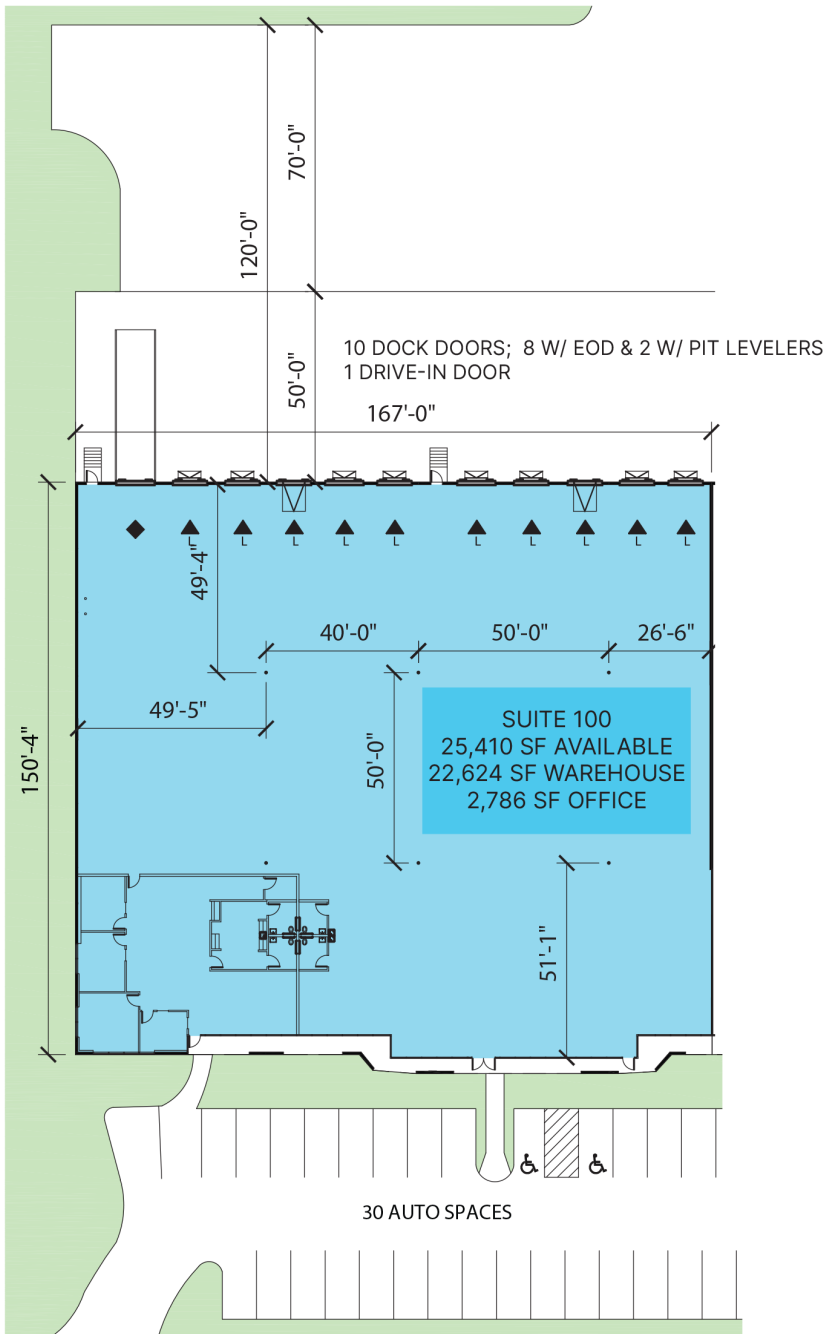 70'-0"
120'-0"
10 DOCK DOORS; 8 W/ EOD & 2 W/ PIT LEVELERS
1 DRIVE-IN DOOR
50'-0"
167'-0"
L
L
L
L
L
L
L
L
L
L
49'-4"
40'-0"
50'-0"
26'-6"
49'-5"
150'-4"
50'-0"
SUITE 100
25,410 SF AVAILABLE
22,624 SF WAREHOUSE
2,786 SF OFFICE
51'-1"
30 AUTO SPACES